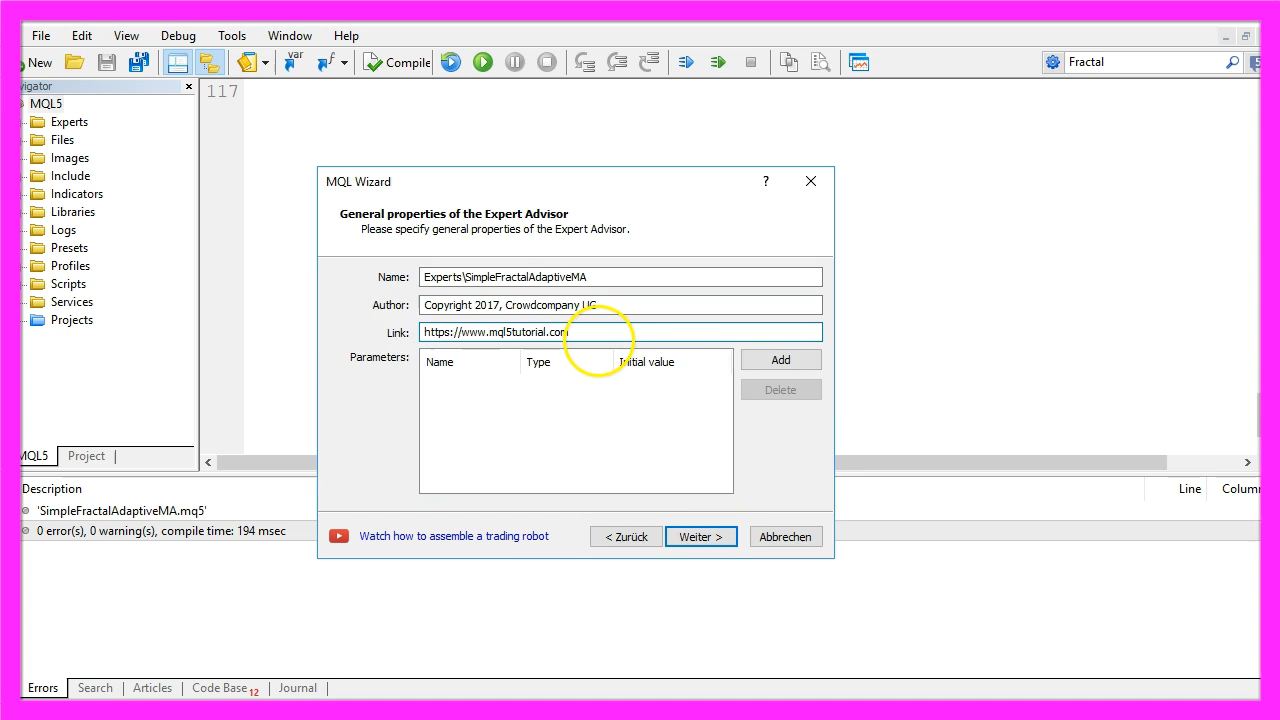 File Edit View Debug Tools Window Help
New var f Compile Fractal
vigator
MQL5
Experts
Files
Images
Include
Indicators
Libraries
Logs
Presets
Profiles
Scripts
Services
Projects
MQL5 Project
117
MQL Wizard ?
General properties of the Expert Advisor
Please specify general properties of the Expert Advisor.
Name: Experts\SimpleFractalAdaptiveMA
Author: Copyright 2017, Crowdcompany UG
Link: https://www.mql5tutorial.com
Parameters: Name Type Initial value
Add
Delete
Watch how to assemble a trading robot < Zurück Weiter > Abbrechen
Description Line Column
'SimpleFractalAdaptiveMA.mq5'
0 error(s), 0 warning(s), compile time: 194 msec
Errors Search Articles Code Base 12 Journal